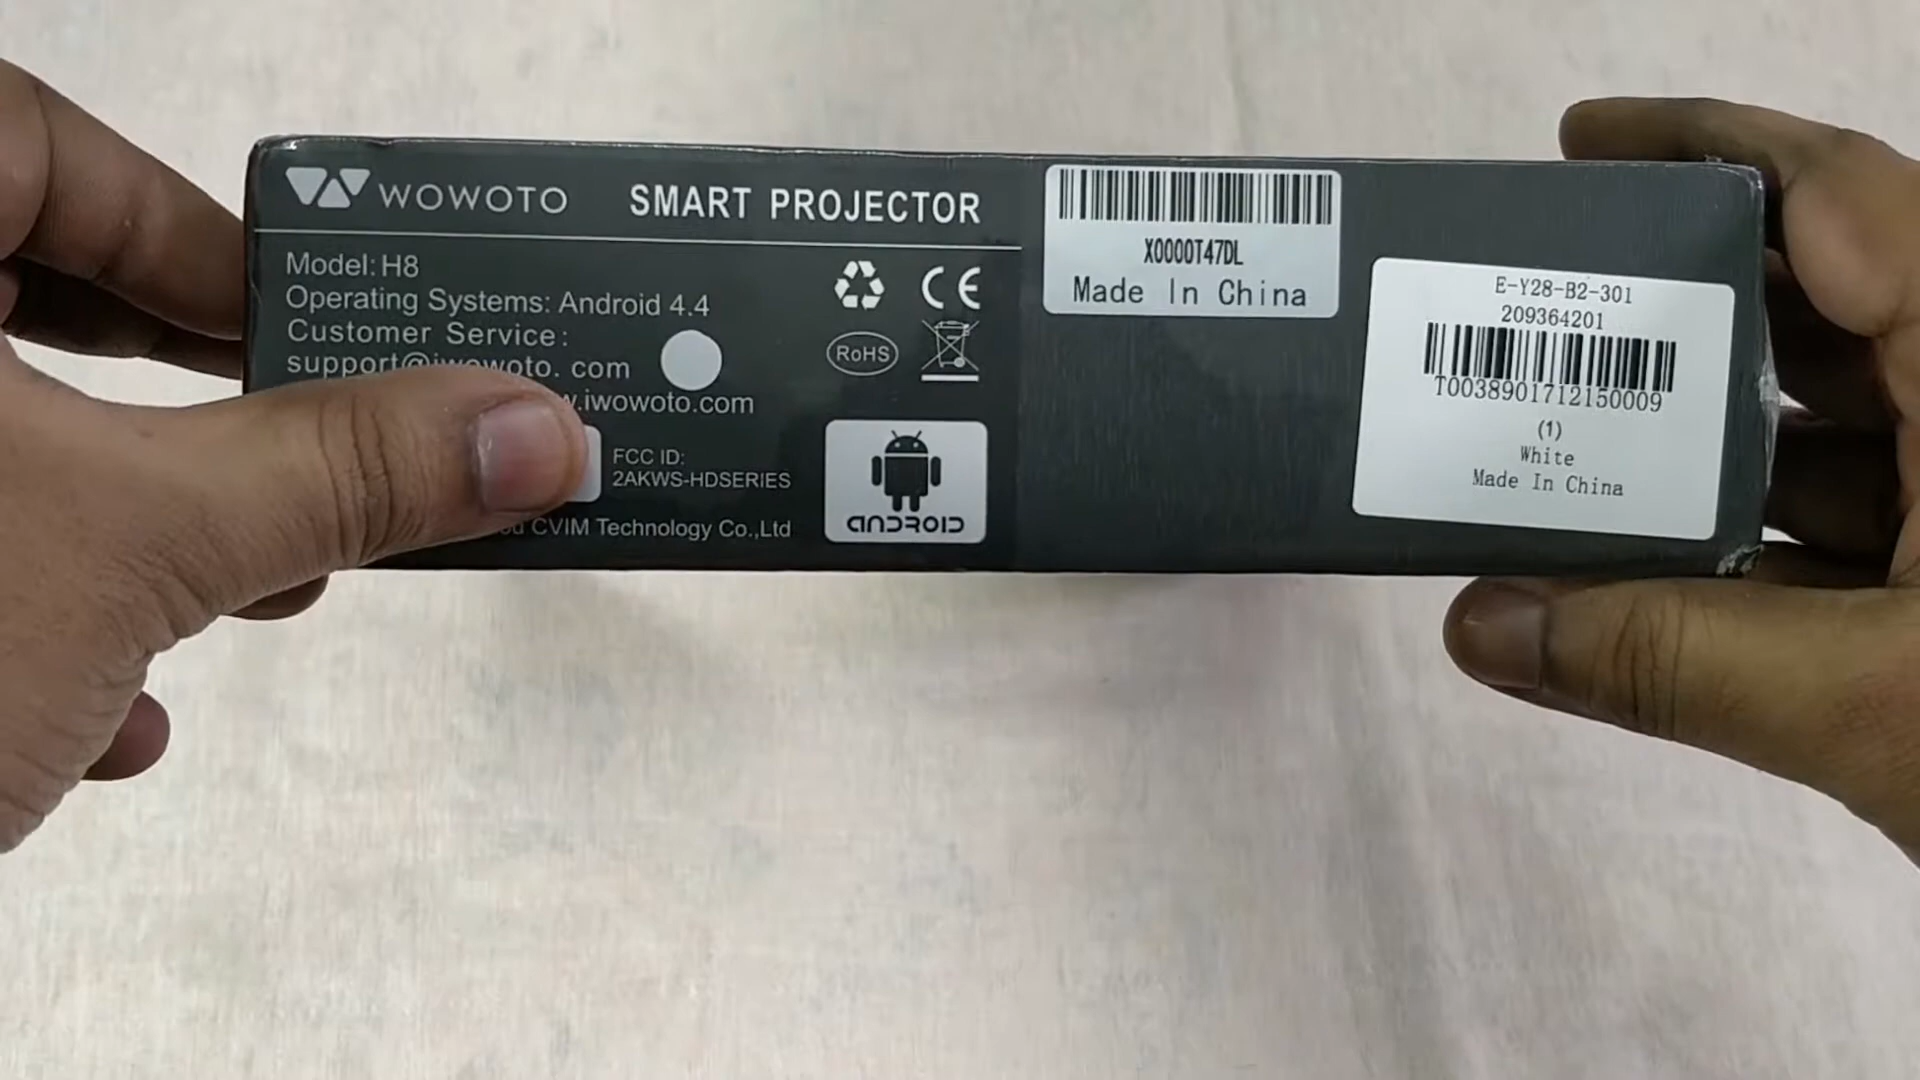 WOWOTO SMART PROJECTOR
Model: H8
Operating Systems: Android 4.4
Customer Service:
support@iwowoto. com
.iwowoto.com
FCC ID:
2AKWS-HDSERIES
CVIM Technology Co.,Ltd
CE
RoHS
ANDROID
X0000T47DL
Made In China
E-Y28-B2-301
209364201
T0038901712150009
(1)
White
Made In China